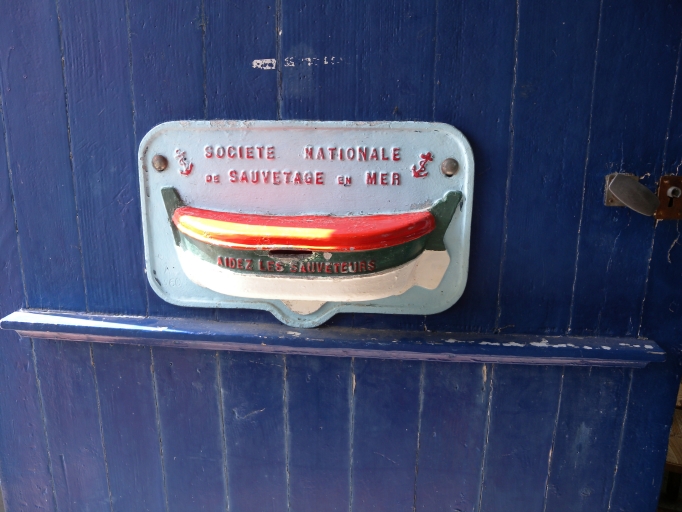 SOCIETE NATIONALE
DE SAUVETAGE EN MER
AIDEZ LES SAUVETEURS